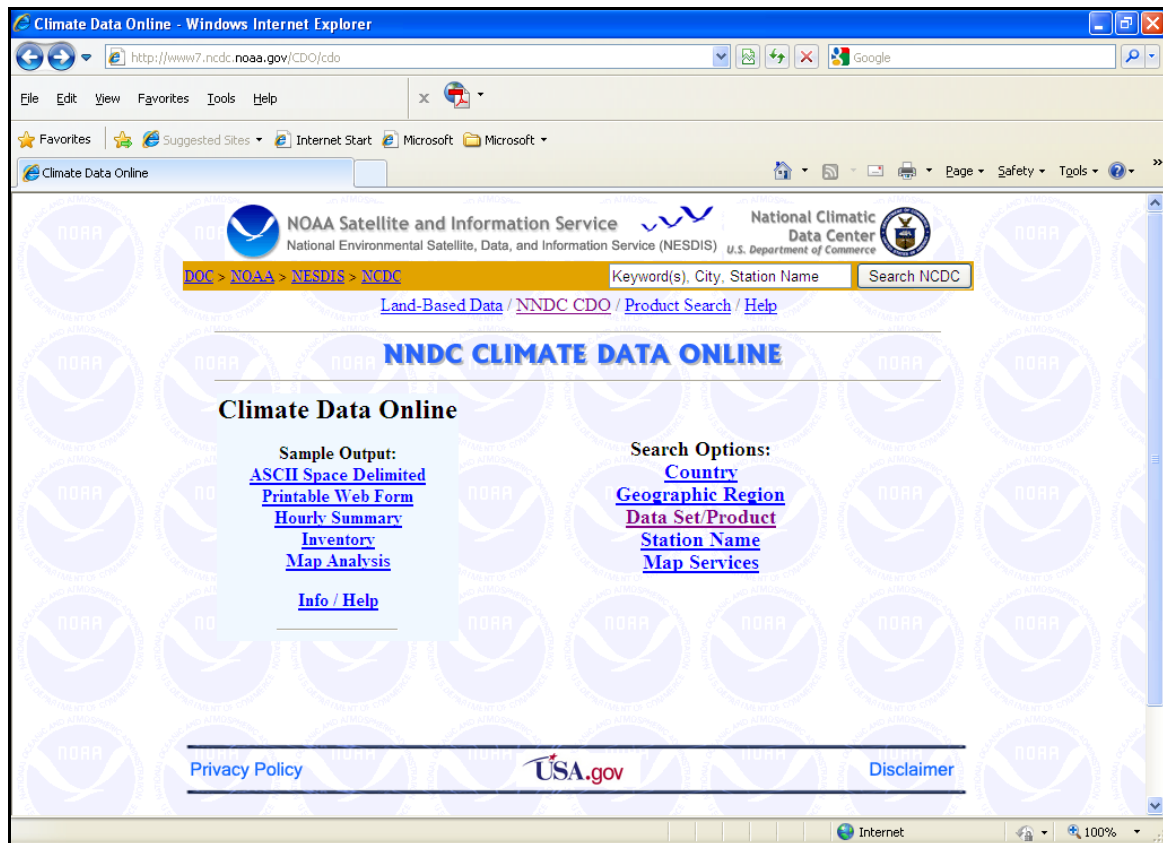 Climate Data Online - Windows Internet Explorer
http://www7.ncdc.noaa.gov/CDO/cdo
Google
File Edit View Favorites Tools Help x
Favorites Suggested Sites Internet Start Microsoft Microsoft
Climate Data Online Page Safety Tools »
NOAA Satellite and Information Service
National Environmental Satellite, Data, and Information Service (NESDIS)
National Climatic
Data Center
U.S. Department of Commerce
DOC > NOAA > NESDIS > NCDC Keyword(s), City, Station Name Search NCDC
Land-Based Data / NNDC CDO / Product Search / Help
NNDC CLIMATE DATA ONLINE
Climate Data Online
Sample Output:
ASCII Space Delimited
Printable Web Form
Hourly Summary
Inventory
Map Analysis
Info / Help
Search Options:
Country
Geographic Region
Data Set/Product
Station Name
Map Services
Privacy Policy USA.gov Disclaimer
Internet 100%